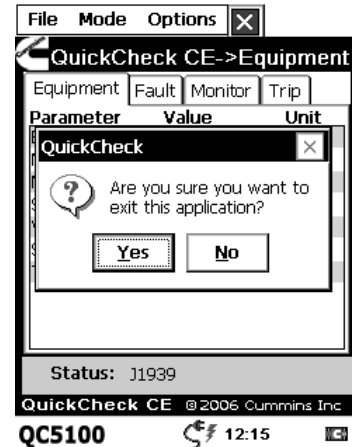 File Mode Options X
QuickCheck CE->Equipment
Equipment Fault Monitor Trip
Parameter Value Unit
QuickCheck
Are you sure you want to
exit this application?
Yes No
Status: J1939
QuickCheck CE @2006 Cummins Inc
QC5100 12:15